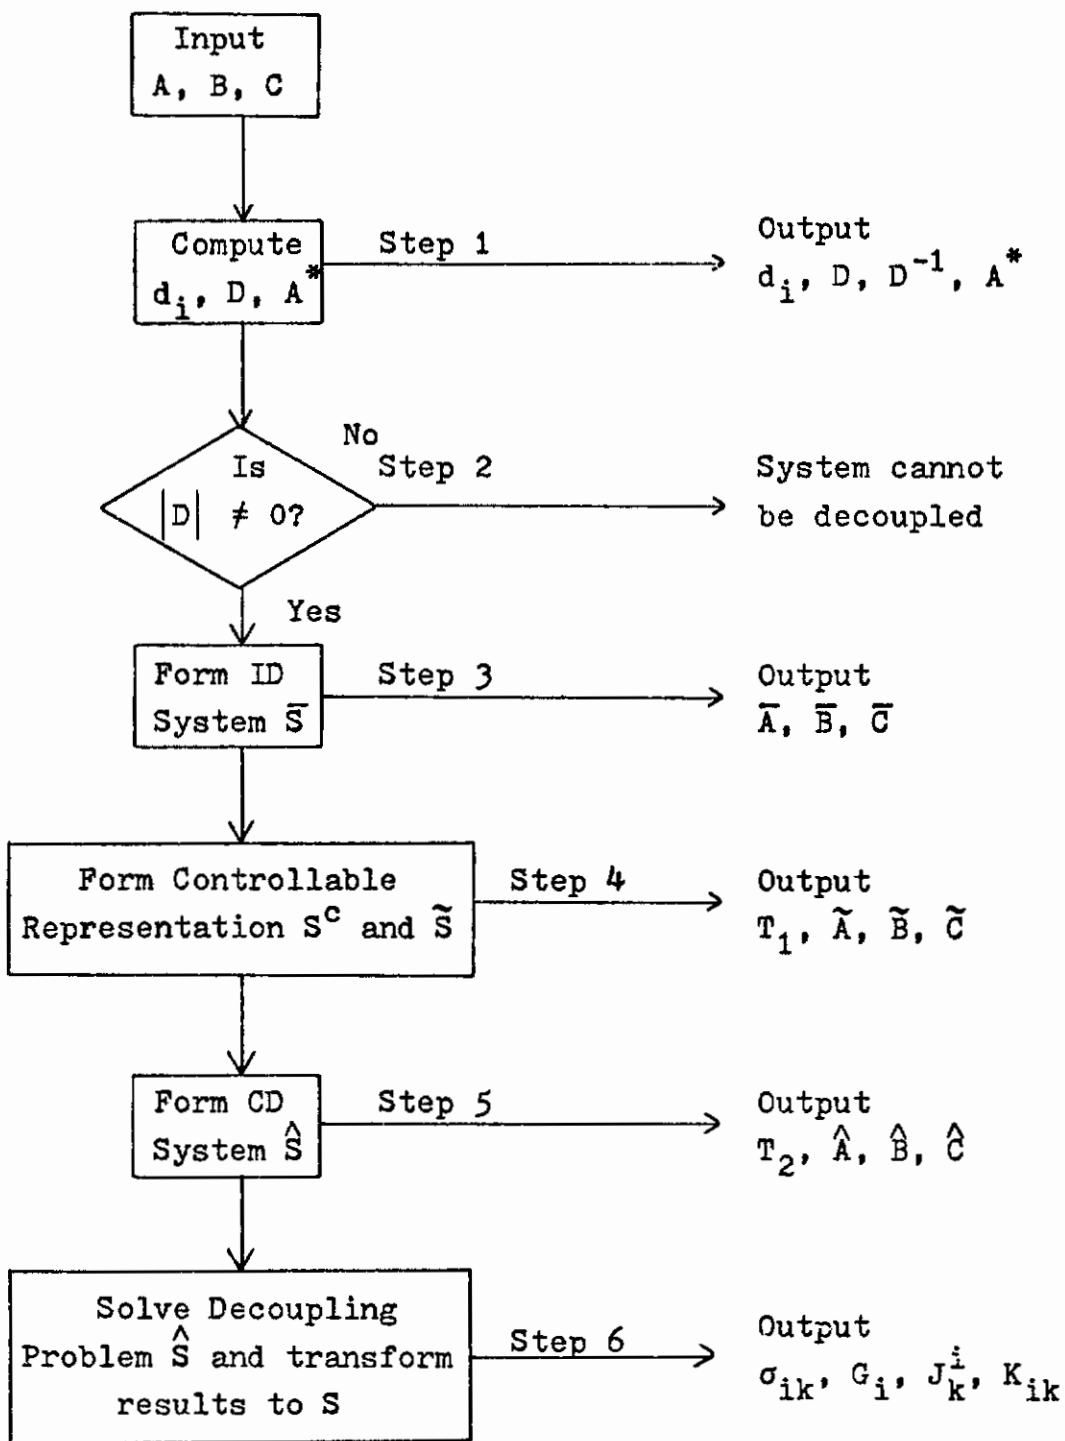 Input
A, B, C
Compute
dᵢ, D, A*
Step 1
Output
dᵢ, D, D⁻¹, A*
Is
|D| ≠ 0?
No
Step 2
System cannot
be decoupled
Yes
Form ID
System S̅
Step 3
Output
A̅, B̅, C̅
Form Controllable
Representation Sᶜ and S̃
Step 4
Output
T₁, Ã, B̃, C̃
Form CD
System Ŝ
Step 5
Output
T₂, Â, B̂, Ĉ
Solve Decoupling
Problem Ŝ and transform
results to S
Step 6
Output
σᵢₖ, Gᵢ, Jₖⁱ, Kᵢₖ